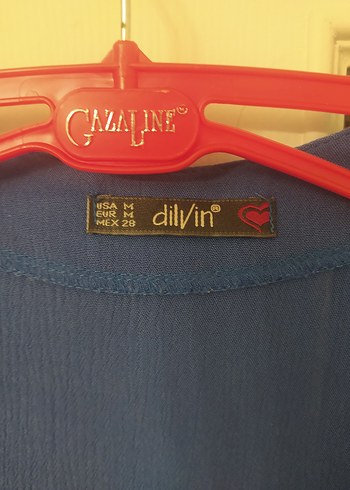 GAZALINE®
USA M
EUR M
MEX 28
dilvin®